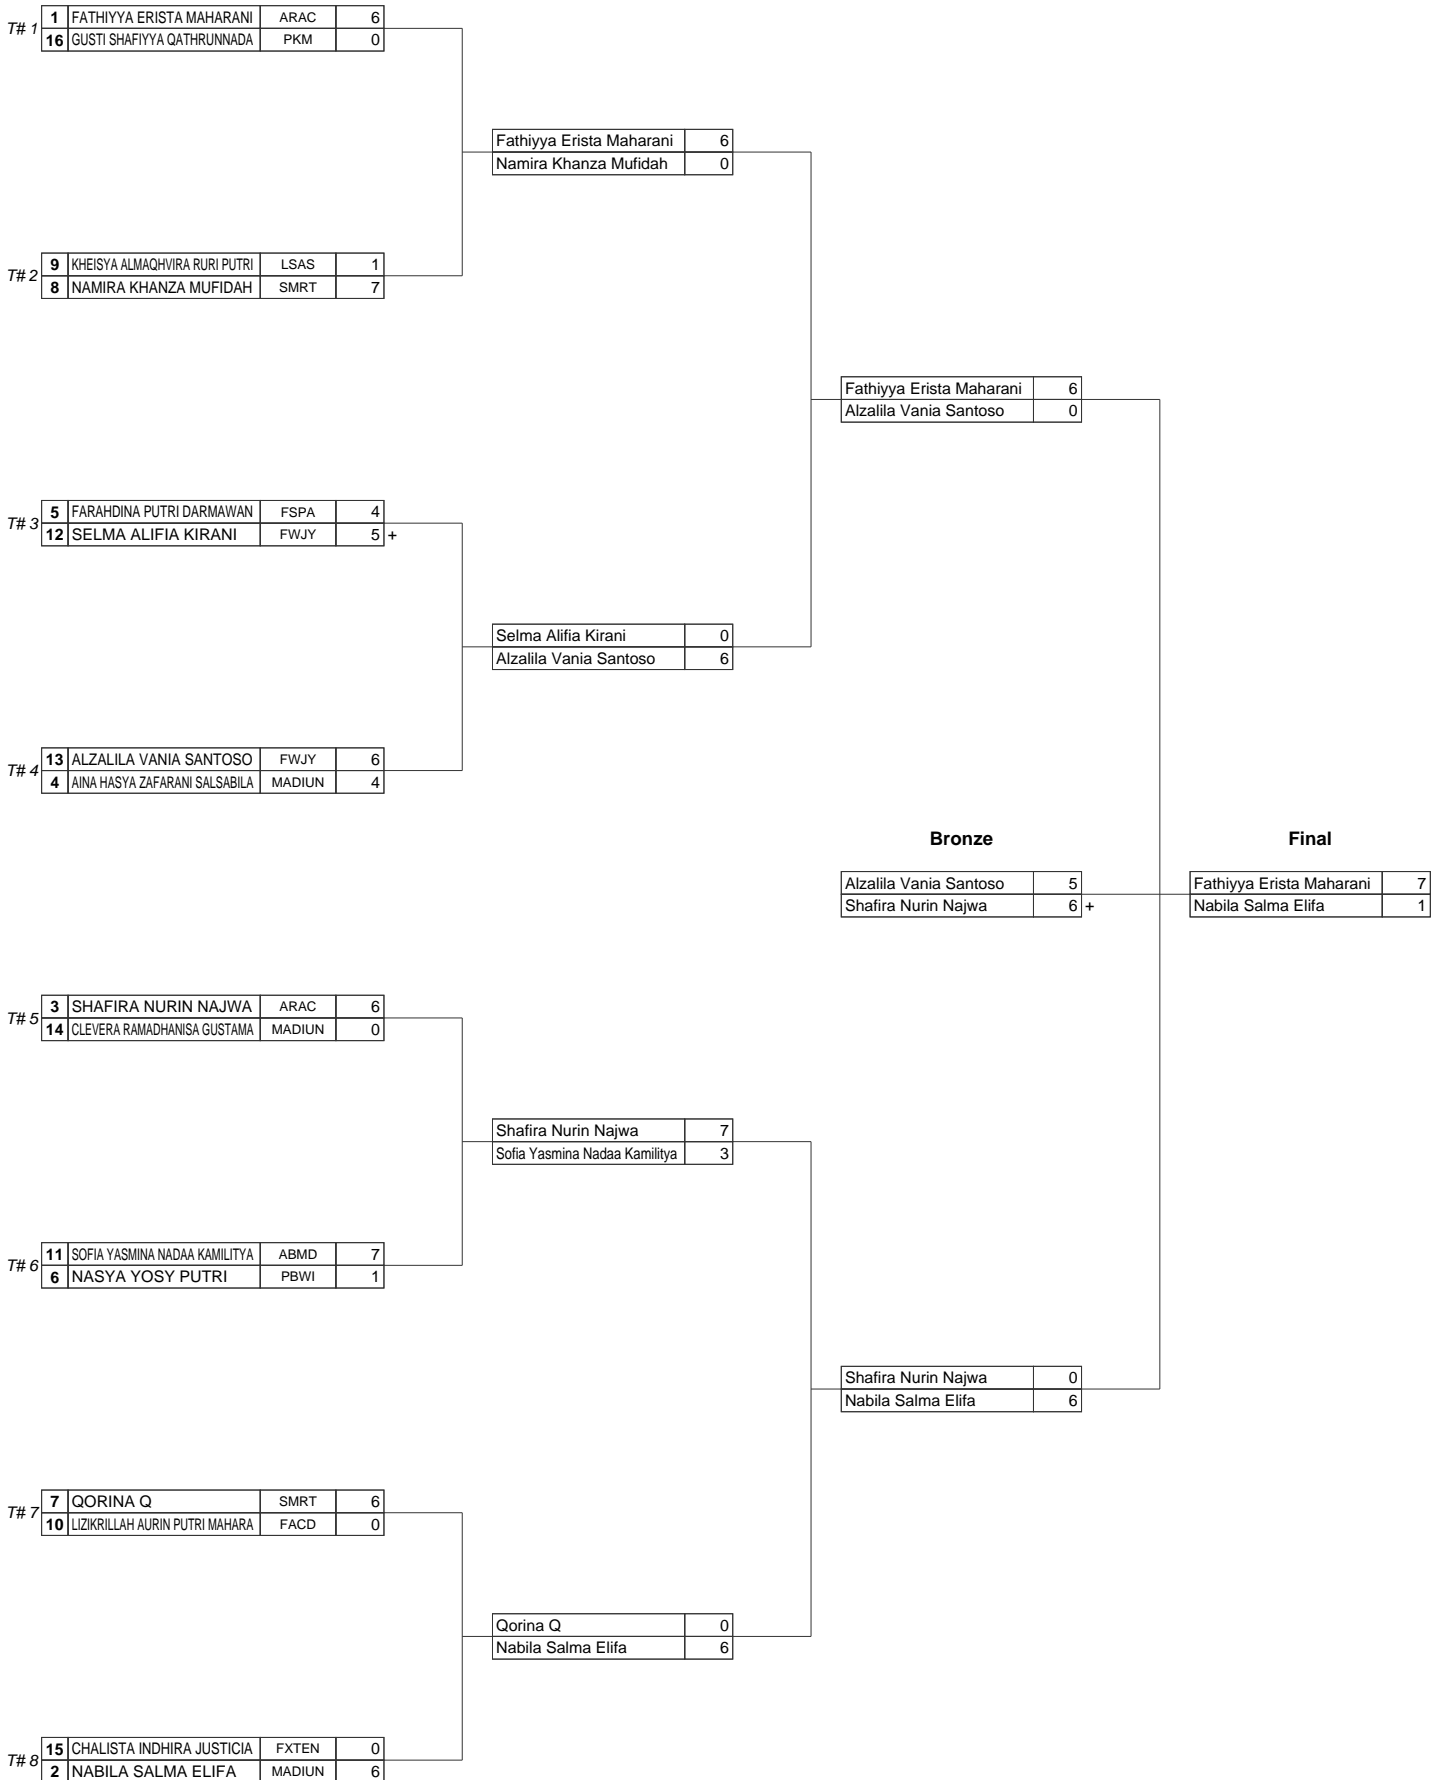 T# 1
1 FATHIYYA ERISTA MAHARANI ARAC 6
16 GUSTI SHAFIYYA QATHRUNNADA PKM 0
Fathiyya Erista Maharani 6
Namira Khanza Mufidah 0
T# 2
9 KHEISYA ALMAQHVIRA RURI PUTRI LSAS 1
8 NAMIRA KHANZA MUFIDAH SMRT 7
Fathiyya Erista Maharani 6
Alzalila Vania Santoso 0
T# 3
5 FARAHDINA PUTRI DARMAWAN FSPA 4
12 SELMA ALIFIA KIRANI FWJY 5 +
Selma Alifia Kirani 0
Alzalila Vania Santoso 6
T# 4
13 ALZALILA VANIA SANTOSO FWJY 6
4 AINA HASYA ZAFARANI SALSABILA MADIUN 4
Bronze Final
Alzalila Vania Santoso 5 Fathiyya Erista Maharani 7
Shafira Nurin Najwa 6 + Nabila Salma Elifa 1
T# 5
3 SHAFIRA NURIN NAJWA ARAC 6
14 CLEVERA RAMADHANISA GUSTAMA MADIUN 0
Shafira Nurin Najwa 7
Sofia Yasmina Nadaa Kamilitya 3
T# 6
11 SOFIA YASMINA NADAA KAMILITYA ABMD 7
6 NASYA YOSY PUTRI PBWI 1
Shafira Nurin Najwa 0
Nabila Salma Elifa 6
T# 7
7 QORINA Q SMRT 6
10 LIZIKRILLAH AURIN PUTRI MAHARA FACD 0
Qorina Q 0
Nabila Salma Elifa 6
T# 8
15 CHALISTA INDHIRA JUSTICIA FXTEN 0
2 NABILA SALMA ELIFA MADIUN 6